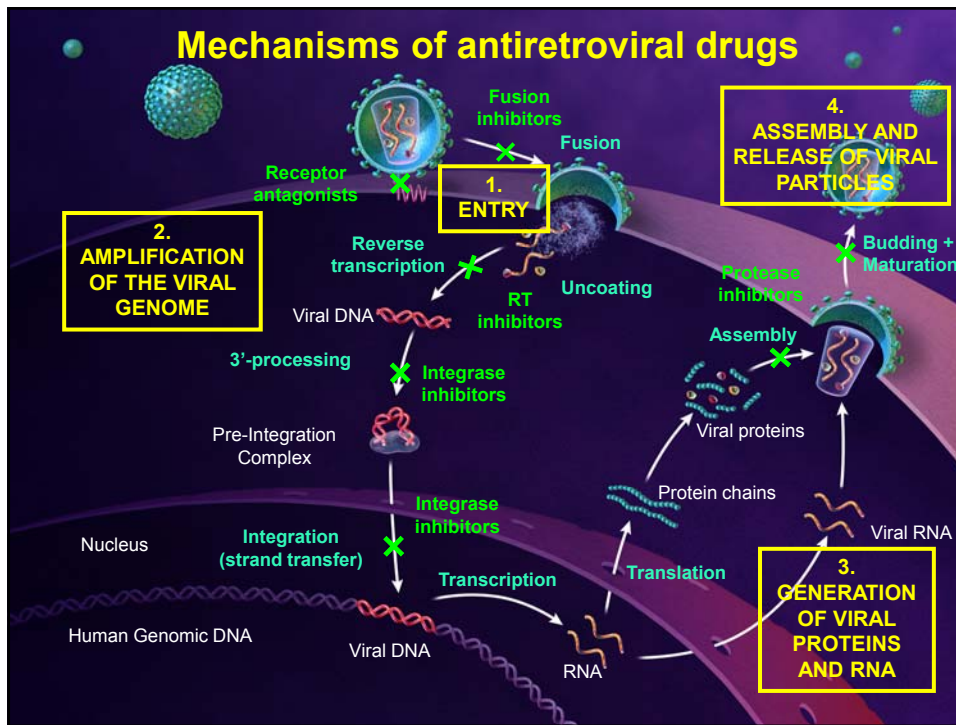 Mechanisms of antiretroviral drugs
Fusion
inhibitors
Fusion
Receptor
antagonists
1.
ENTRY
4.
ASSEMBLY AND
RELEASE OF VIRAL
PARTICLES
2.
AMPLIFICATION
OF THE VIRAL
GENOME
Reverse
transcription
Uncoating
RT
inhibitors
Viral DNA
Budding +
Maturation
Protease
inhibitors
Assembly
3’-processing
Integrase
inhibitors
Pre-Integration
Complex
Viral proteins
Protein chains
Integrase
inhibitors
Nucleus
Integration
(strand transfer)
Transcription
Translation
Viral RNA
3.
GENERATION
OF VIRAL
PROTEINS
AND RNA
Human Genomic DNA
Viral DNA
RNA